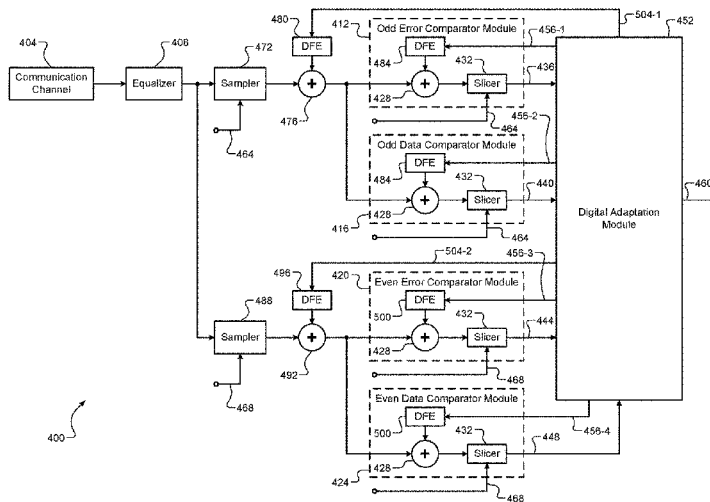 480
412
Odd Error Comparator Module
456-1
504-1
452
404
406
472
DFE
DFE
484
432
436
Communication Channel
Equalizer
Sampler
+
+
Slicer
428
476
464
464
456-2
Odd Data Comparator Module
DFE
484
432
440
+
Slicer
428
416
464
Digital Adaptation Module
460
504-2
456-3
496
420
Even Error Comparator Module
488
DFE
DFE
500
432
444
Sampler
+
+
Slicer
428
492
468
468
Even Data Comparator Module
DFE
500
432
456-4
448
+
Slicer
428
424
468
400